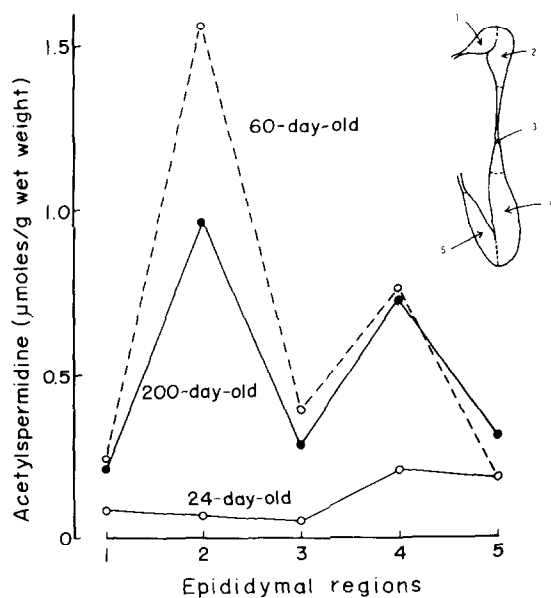 Acetylspermidine (μmoles/g wet weight)
1.5
1.0
0.5
0
60-day-old
200-day-old
24-day-old
1
2
3
4
5
1 2 3 4 5
Epididymal regions